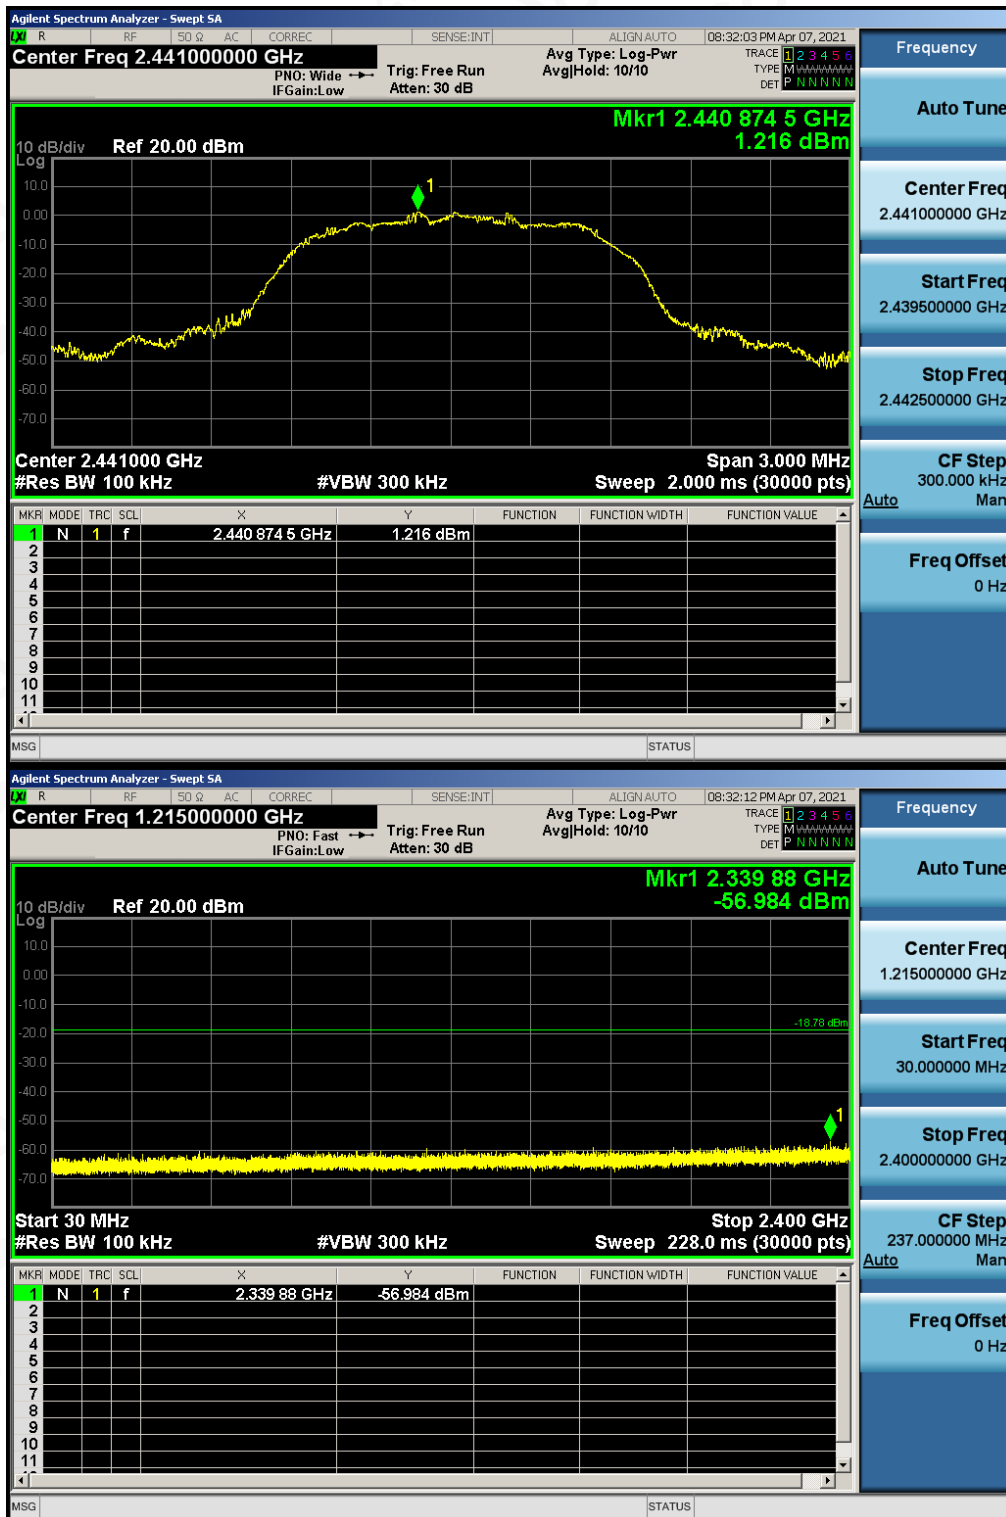 Agilent Spectrum Analyzer - Swept SA
LXI R RF 50 Ω AC CORREC SENSE:INT ALIGN AUTO 08:32:03 PM Apr 07, 2021
Center Freq 2.441000000 GHz
PNO: Wide
IFGain:Low
Trig: Free Run
Atten: 30 dB
Avg Type: Log-Pwr
Avg|Hold: 10/10
TRACE 1 2 3 4 5 6
TYPE M
DET P N N N N N
Mkr1 2.440 874 5 GHz
1.216 dBm
10 dB/div Ref 20.00 dBm
Log
10.0
0.00
-10.0
-20.0
-30.0
-40.0
-50.0
-60.0
-70.0
1
Center 2.441000 GHz Span 3.000 MHz
#Res BW 100 kHz #VBW 300 kHz Sweep 2.000 ms (30000 pts)
MKR MODE TRC SCL X Y FUNCTION FUNCTION WIDTH FUNCTION VALUE
1 N 1 f 2.440 874 5 GHz 1.216 dBm
2
3
4
5
6
7
8
9
10
11
MSG STATUS
Frequency
Auto Tune
Center Freq
2.441000000 GHz
Start Freq
2.439500000 GHz
Stop Freq
2.442500000 GHz
CF Step
300.000 kHz
Auto Man
Freq Offset
0 Hz
Agilent Spectrum Analyzer - Swept SA
LXI R RF 50 Ω AC CORREC SENSE:INT ALIGN AUTO 08:32:12 PM Apr 07, 2021
Center Freq 1.215000000 GHz
PNO: Fast
IFGain:Low
Trig: Free Run
Atten: 30 dB
Avg Type: Log-Pwr
Avg|Hold: 10/10
TRACE 1 2 3 4 5 6
TYPE M
DET P N N N N N
Mkr1 2.339 88 GHz
-56.984 dBm
10 dB/div Ref 20.00 dBm
Log
10.0
0.00
-10.0
-20.0
-30.0
-40.0
-50.0
-60.0
-70.0
-18.78 dBm
1
Start 30 MHz Stop 2.400 GHz
#Res BW 100 kHz #VBW 300 kHz Sweep 228.0 ms (30000 pts)
MKR MODE TRC SCL X Y FUNCTION FUNCTION WIDTH FUNCTION VALUE
1 N 1 f 2.339 88 GHz -56.984 dBm
2
3
4
5
6
7
8
9
10
11
MSG STATUS
Frequency
Auto Tune
Center Freq
1.215000000 GHz
Start Freq
30.000000 MHz
Stop Freq
2.400000000 GHz
CF Step
237.000000 MHz
Auto Man
Freq Offset
0 Hz